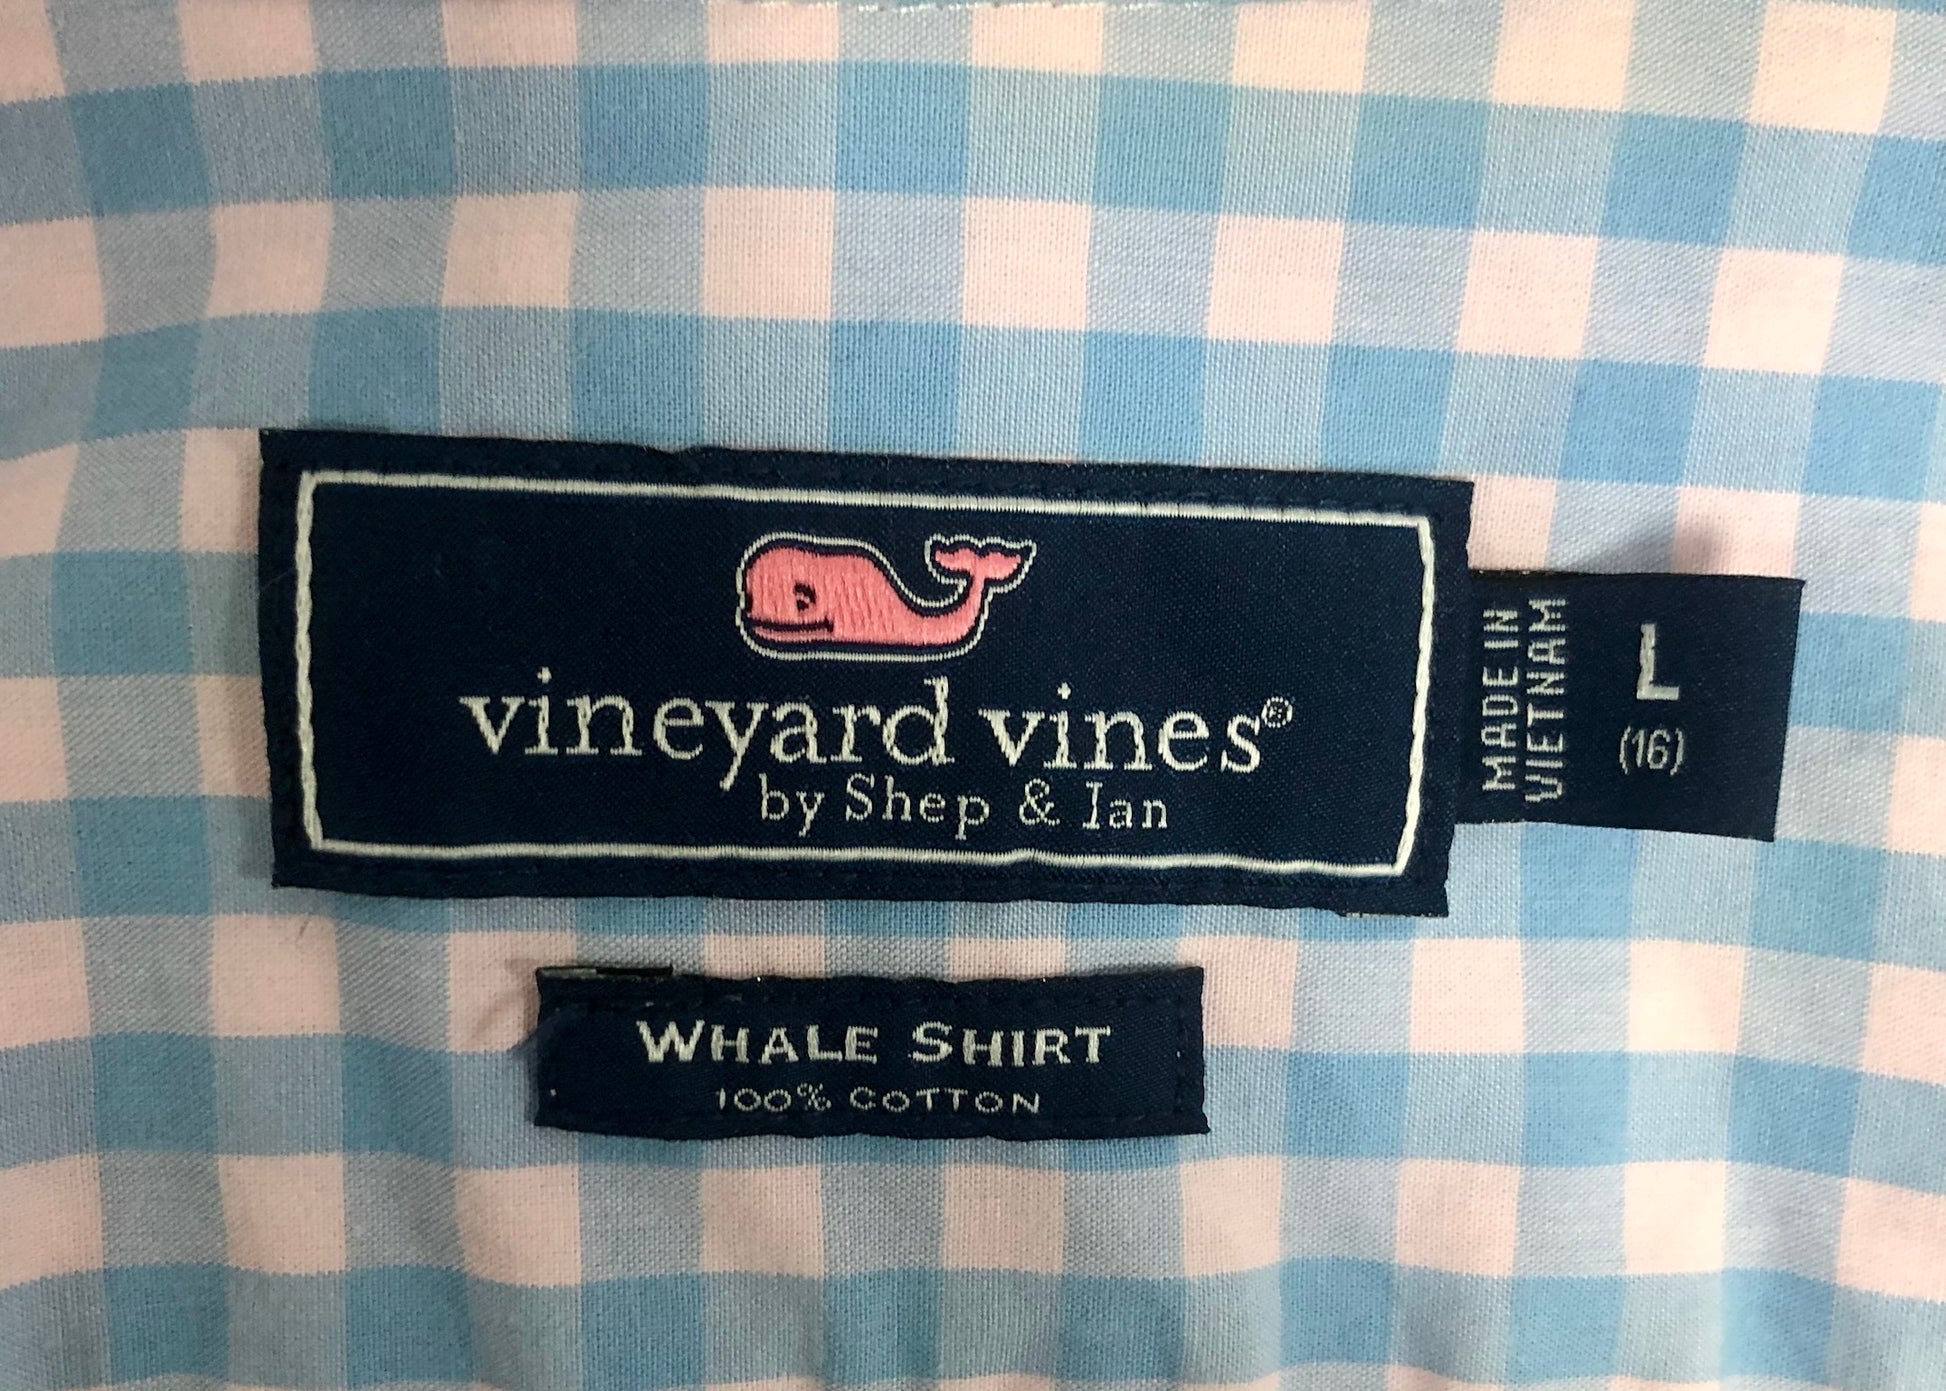 vineyard vines®
by Shep & Ian
MADE IN
VIETNAM
L
(16)
WHALE SHIRT
100% COTTON